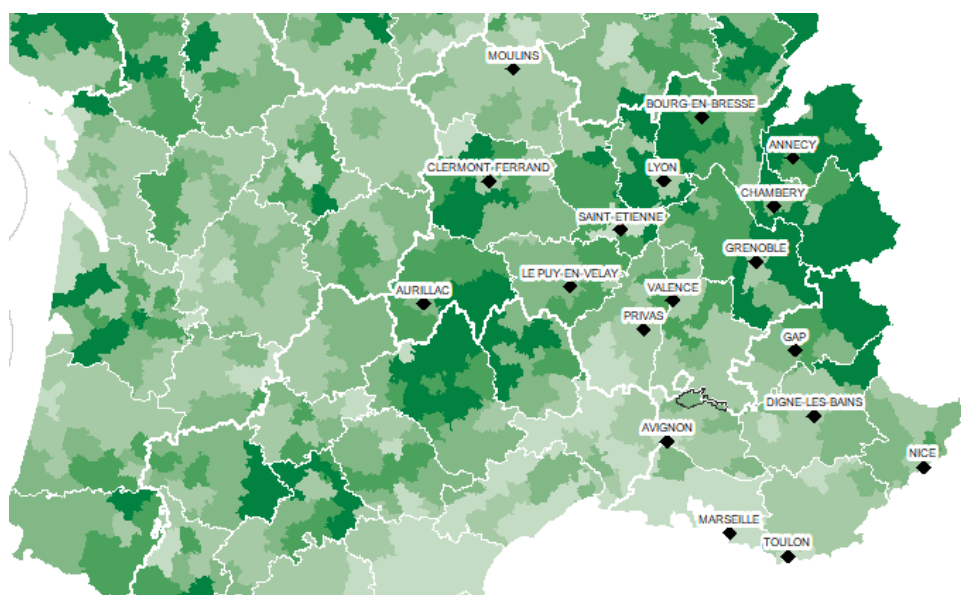 MOULINS
BOURG-EN-BRESSE
ANNECY
CLERMONT-FERRAND
LYON
CHAMBERY
SAINT-ETIENNE
GRENOBLE
LE PUY-EN-VELAY
AURILLAC
VALENCE
PRIVAS
GAP
DIGNE-LES-BAINS
AVIGNON
NICE
MARSEILLE
TOULON